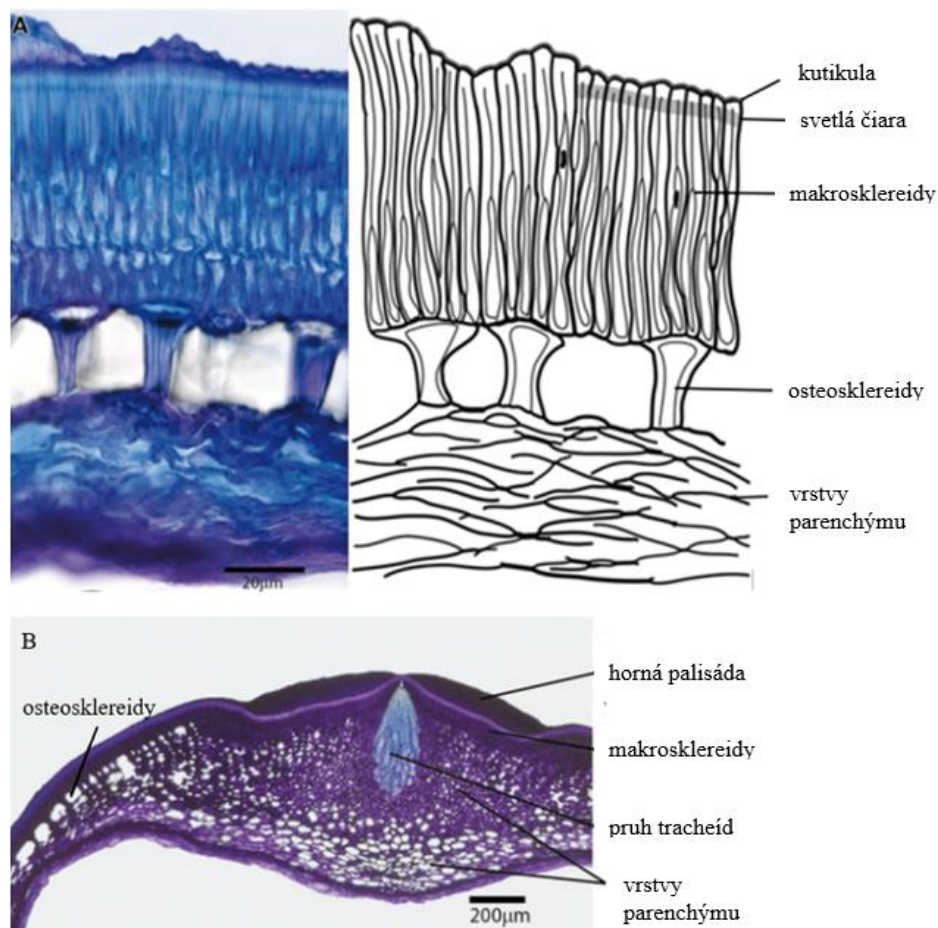 A
kutikula
svetlá čiara
makrosklereidy
osteosklereidy
vrstvy
parenchýmu
20µm
B
osteosklereidy
horná palisáda
makrosklereidy
pruh tracheíd
vrstvy
parenchýmu
200µm